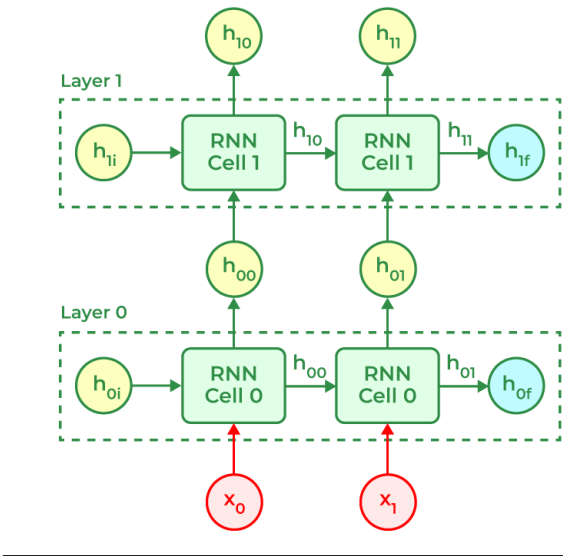 h10
h11
Layer 1
h1i
RNN
Cell 1
h10
RNN
Cell 1
h11
h1f
h00
h01
Layer 0
h0i
RNN
Cell 0
h00
RNN
Cell 0
h01
h0f
x0
x1